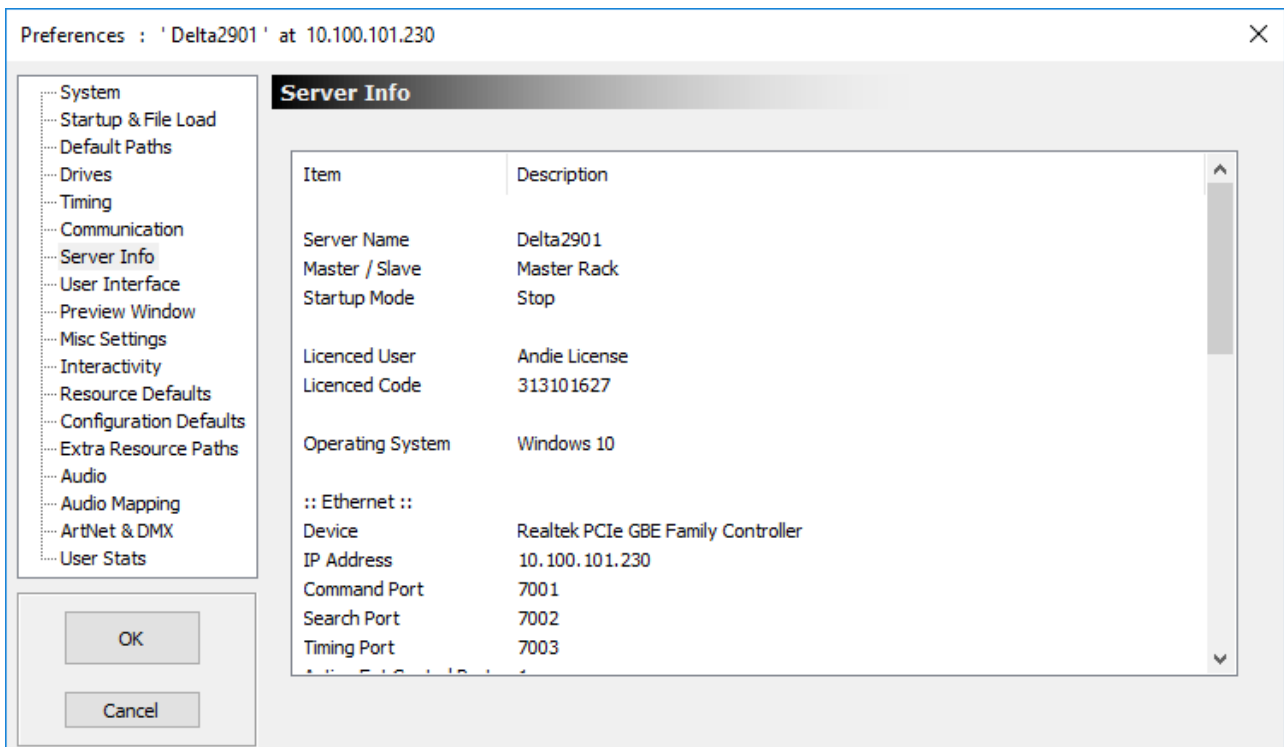 Preferences : 'Delta2901' at 10.100.101.230
System
Startup & File Load
Default Paths
Drives
Timing
Communication
Server Info
User Interface
Preview Window
Misc Settings
Interactivity
Resource Defaults
Configuration Defaults
Extra Resource Paths
Audio
Audio Mapping
ArtNet & DMX
User Stats
OK
Cancel
Server Info
Item Description
Server Name Delta2901
Master / Slave Master Rack
Startup Mode Stop
Licenced User Andie License
Licenced Code 313101627
Operating System Windows 10
:: Ethernet ::
Device Realtek PCIe GBE Family Controller
IP Address 10.100.101.230
Command Port 7001
Search Port 7002
Timing Port 7003